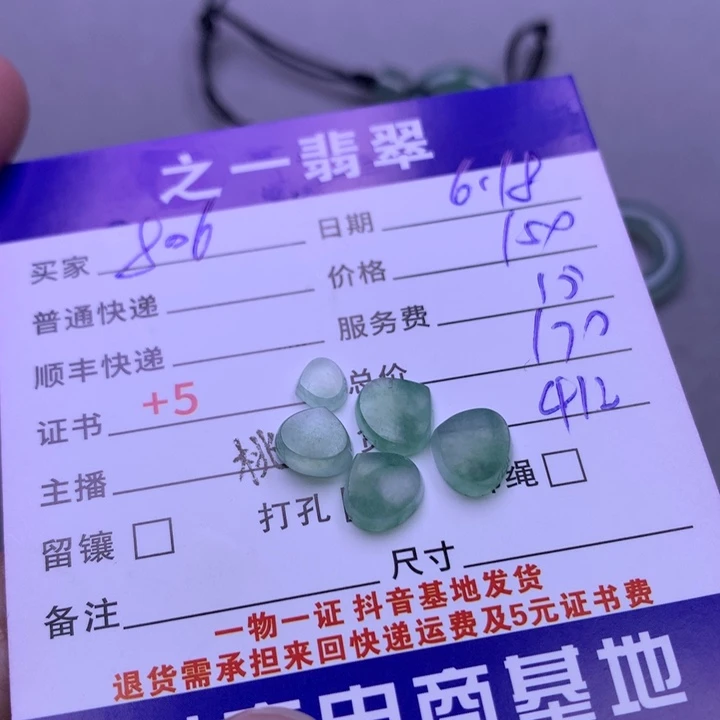 之一翡翠
买家 806 日期 6.18
普通快递 价格 150
顺丰快递 服务费 15
证书 +5 总价 170
主播 桃 412
留镶 □ 打孔 绳 □
备注 尺寸
一物一证 抖音基地发货
退货需承担来回快递运费及5元证书费
电商基地